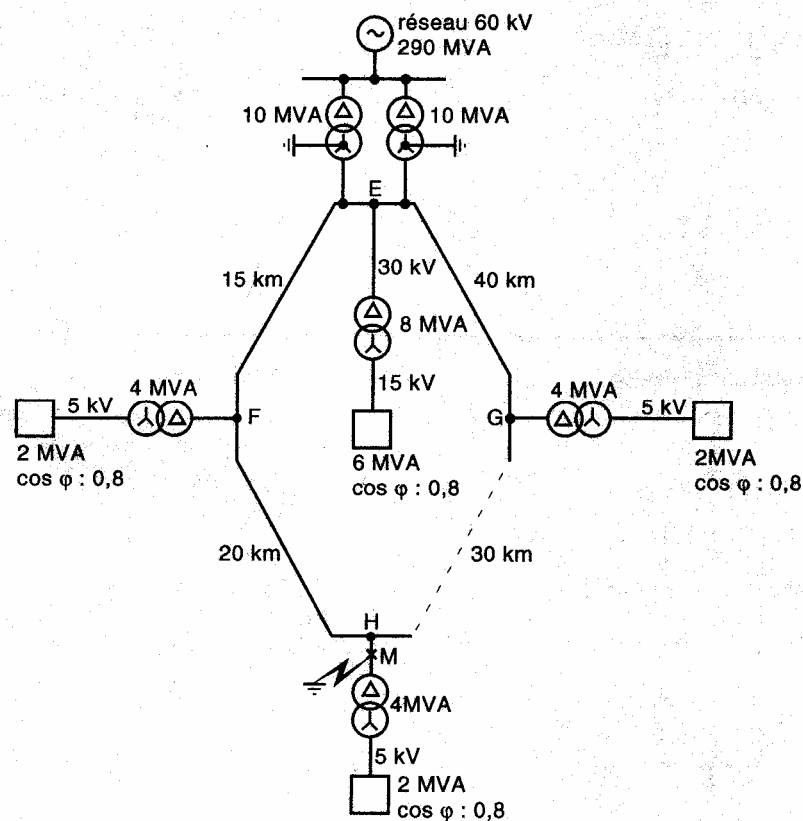 réseau 60 kV
290 MVA
10 MVA
10 MVA
E
15 km
30 kV
40 km
8 MVA
4 MVA
15 kV
4 MVA
5 kV
F
G
5 kV
2 MVA
cos φ : 0,8
6 MVA
cos φ : 0,8
2MVA
cos φ : 0,8
20 km
30 km
H
M
4MVA
5 kV
2 MVA
cos φ : 0,8